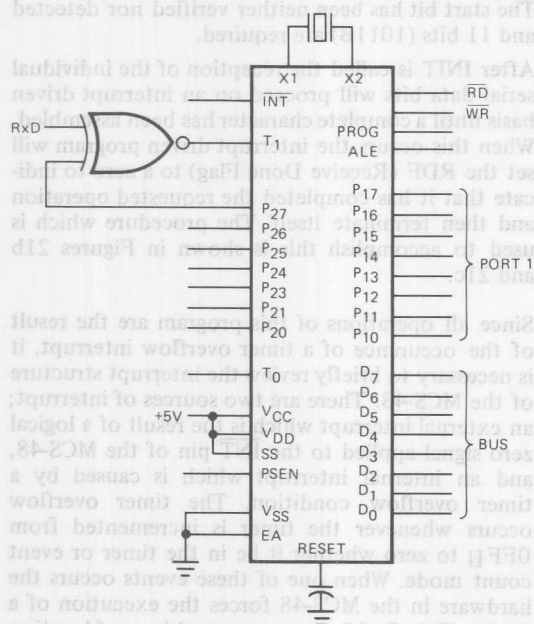 The start bit has been neither verified nor detected
and 11 bits are required.
After INIT is called the reception of the individual
serial data bits will proceed on an interrupt driven
basis until a complete character has been assembled.
When this occurs the interrupt driven program will
set the RDF (Receive Done Flag) to a zero to indi-
cate that it has completed the requested operation
and then terminate itself. The procedure which is
used to accomplish this is shown in Figures 21b
and 21c.
Since all operations of this program are the result
of the occurence of a timer overflow interrupt, it
is necessary to briefly review the interrupt structure
of the MCS-48. There are two sources of interrupt;
an external interrupt which is the result of a logical
zero signal applied to the INT pin of the MCS-48,
and an internal interrupt which is caused by a
timer overflow condition. The timer overflow
occurs whenever the timer is incremented from
0FFH to zero whether it be in the timer or event
count mode. When one of these events occurs the
hardware in the MCS-48 forces the execution of a
X1 X2
INT
RD
WR
RxD
T1
PROG
ALE
P17
P16
P15
P14
P13
P12
P11
P10
PORT 1
P27
P26
P25
P24
P23
P22
P21
P20
T0
+5V
VCC
VDD
SS
PSEN
VSS
EA
D7
D6
D5
D4
D3
D2
D1
D0
BUS
RESET